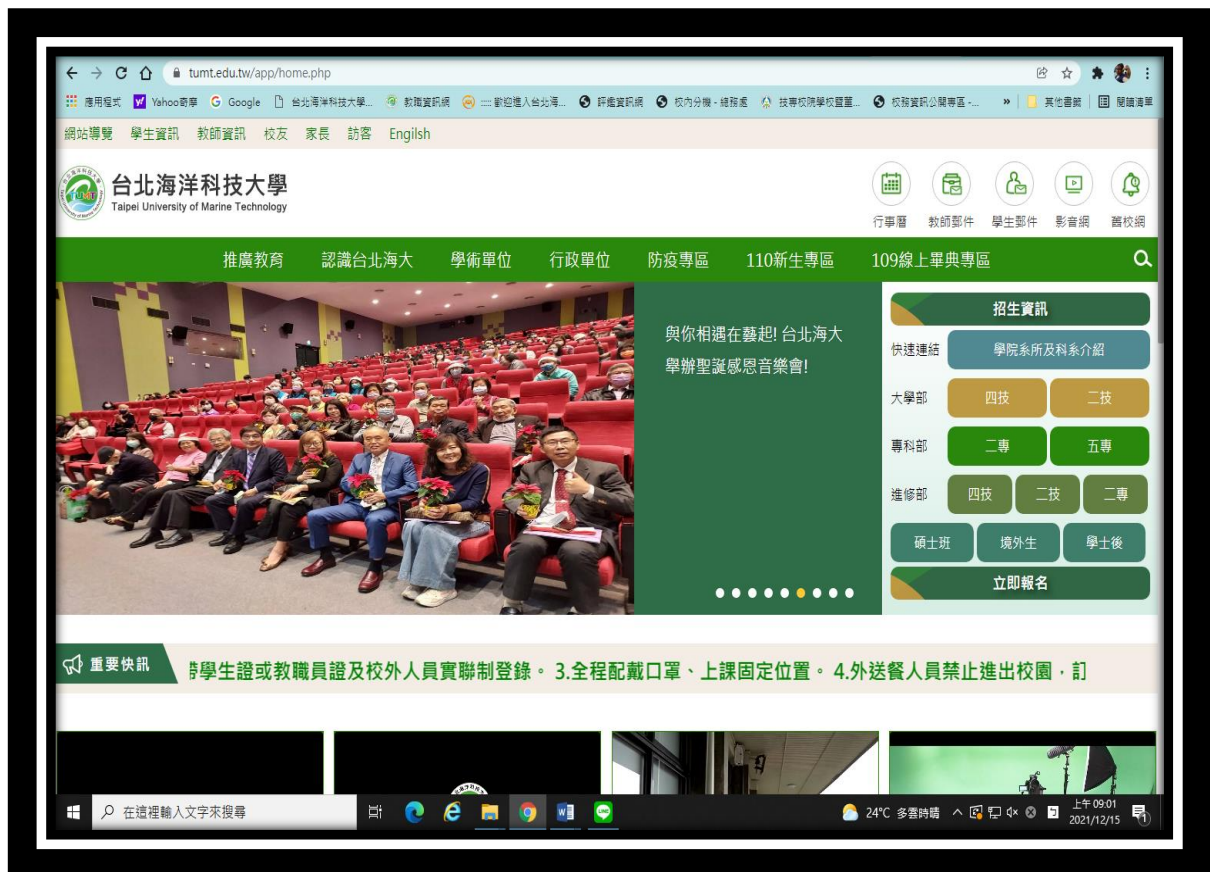 tumt.edu.tw/app/home.php
應用程式 Yahoo奇摩 Google 台北海洋科技大學... 教職資訊網 :::: 歡迎進入台北海... 評鑑資訊網 校內分機 - 總務處 技專校院學校暨董... 校務資訊公開專區 -... » 其他書籤 閱讀清單
網站導覽 學生資訊 教師資訊 校友 家長 訪客 Engilsh
台北海洋科技大學
Taipei University of Marine Technology
行事曆 教師郵件 學生郵件 影音網 舊校網
推廣教育 認識台北海大 學術單位 行政單位 防疫專區 110新生專區 109線上畢典專區
與你相遇在藝起! 台北海大
舉辦聖誕感恩音樂會!
招生資訊
快速連結 學院系所及科系介紹
大學部 四技 二技
專科部 二專 五專
進修部 四技 二技 二專
碩士班 境外生 學士後
立即報名
重要快訊 帶學生證或教職員證及校外人員實聯制登錄。 3.全程配戴口罩、上課固定位置。 4.外送餐人員禁止進出校園，訂
在這裡輸入文字來搜尋 24°C 多雲時晴 上午 09:01
2021/12/15